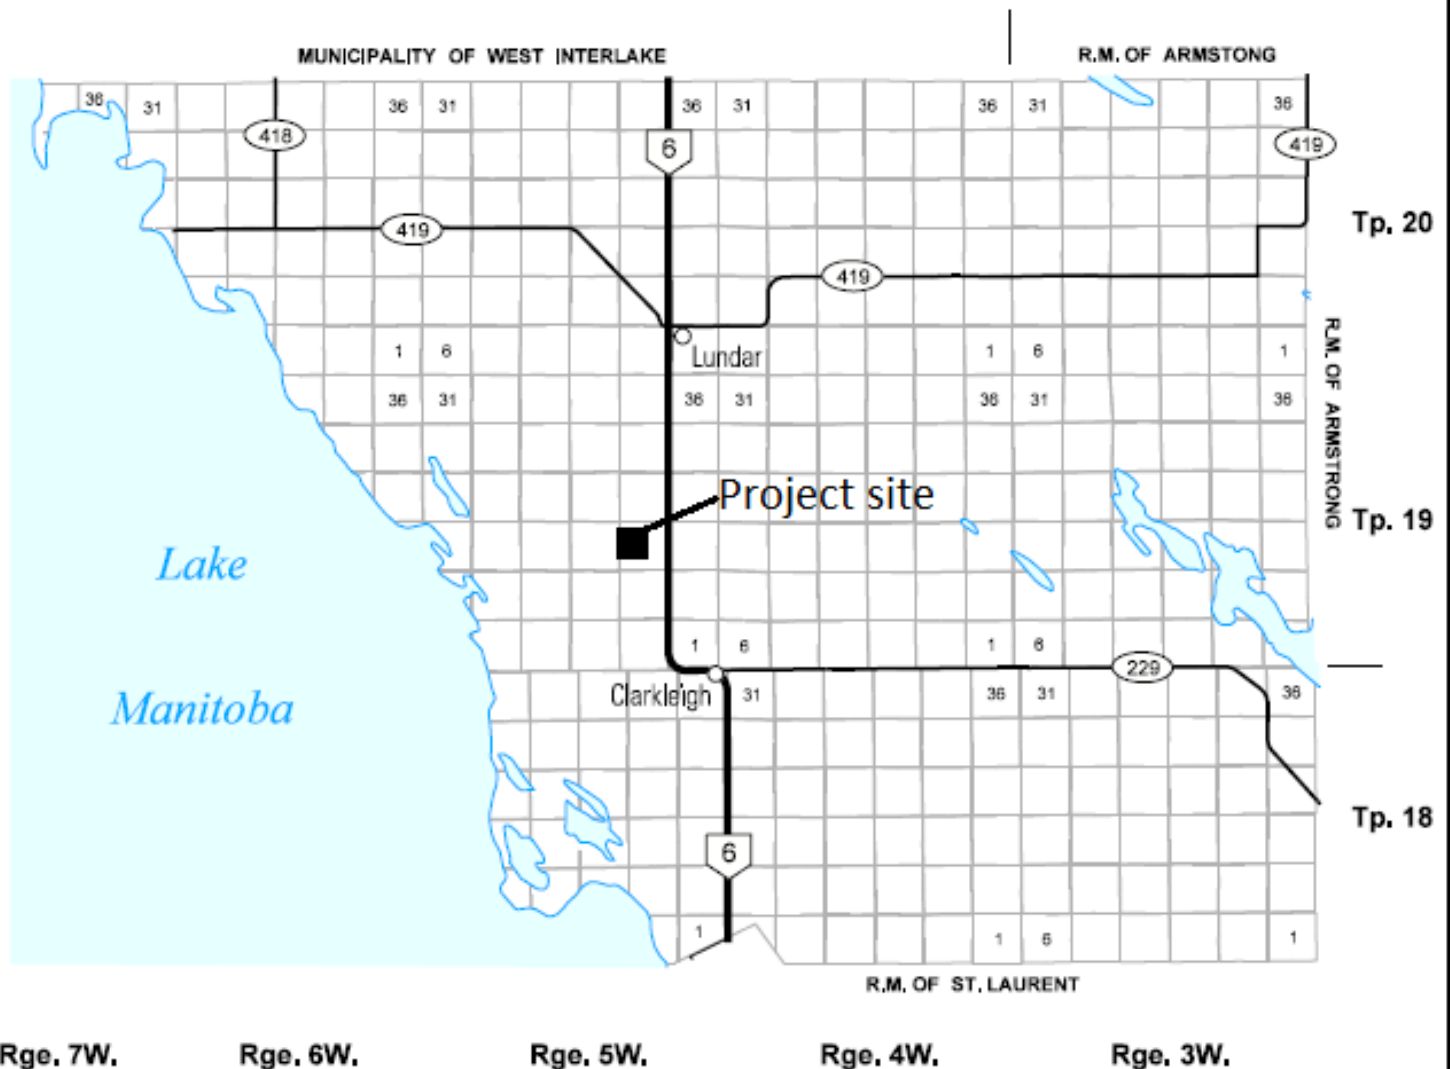 MUNICIPALITY OF WEST INTERLAKE
R.M. OF ARMSTONG
36 31 36 31 36 31 36 31 36
418
6
419
Tp. 20
419
419
R.M. OF ARMSTRONG
1 6 Lundar 1 6 1
36 31 36 31 36 31 36
Project site
Tp. 19
Lake
1 6 1 6
229
Manitoba
Clarkleigh 31 36 31 36
Tp. 18
6
1 1 6 1
R.M. OF ST. LAURENT
Rge. 7W. Rge. 6W. Rge. 5W. Rge. 4W. Rge. 3W.